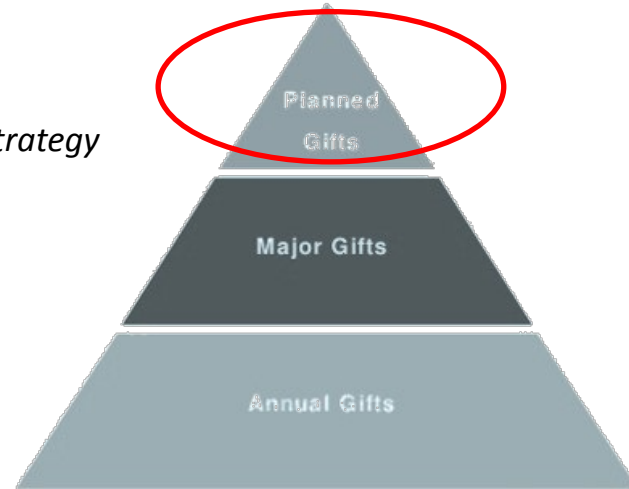 Planned
Gifts
trategy
Major Gifts
Annual Gifts